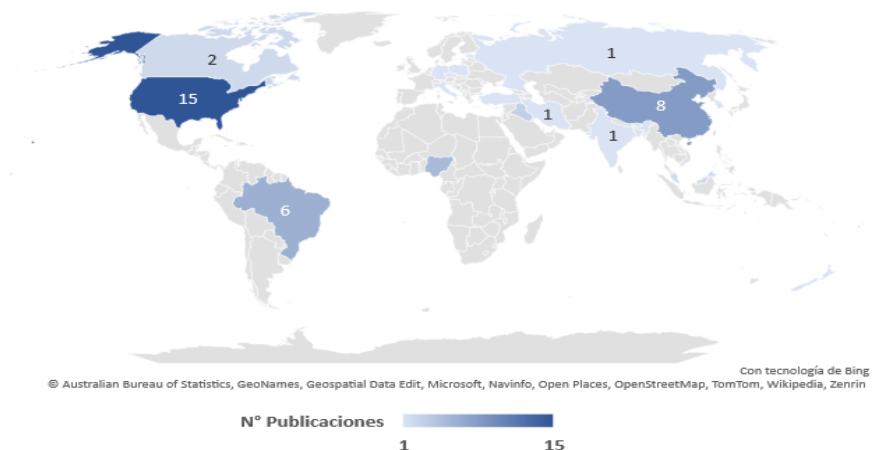 2
1
15
8
1
1
6
Con tecnología de Bing
© Australian Bureau of Statistics, GeoNames, Geospatial Data Edit, Microsoft, Navinfo, Open Places, OpenStreetMap, TomTom, Wikipedia, Zenrin
N° Publicaciones
1 15